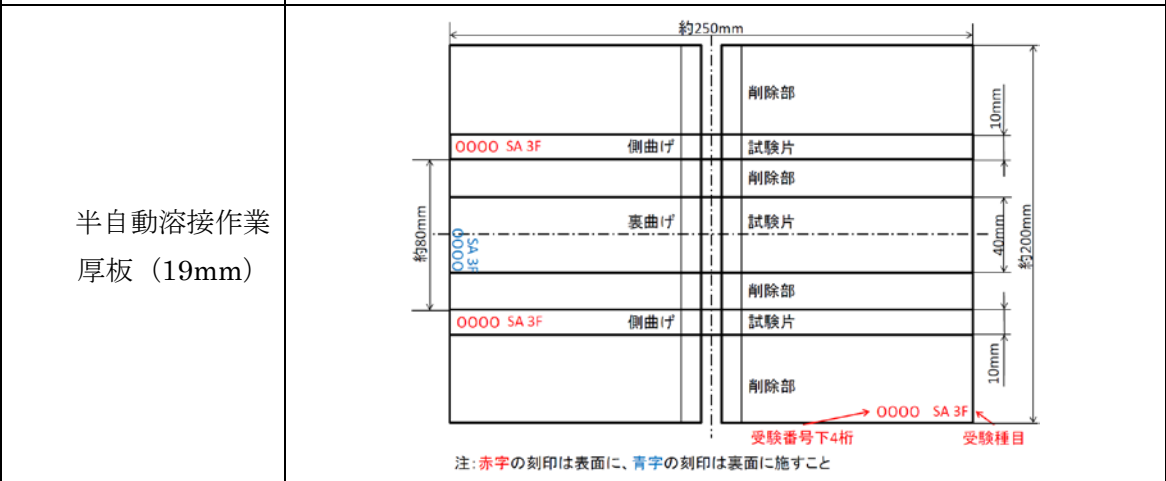 半自動溶接作業
厚板（19mm）
約250mm
削除部
10mm
OOOO SA 3F
側曲げ
試験片
削除部
裏曲げ
試験片
約80mm
SA 3F
OOOO
40mm
約200mm
削除部
OOOO SA 3F
側曲げ
試験片
10mm
削除部
OOOO SA 3F
受験番号下4桁
受験種目
注：赤字の刻印は表面に、青字の刻印は裏面に施すこと